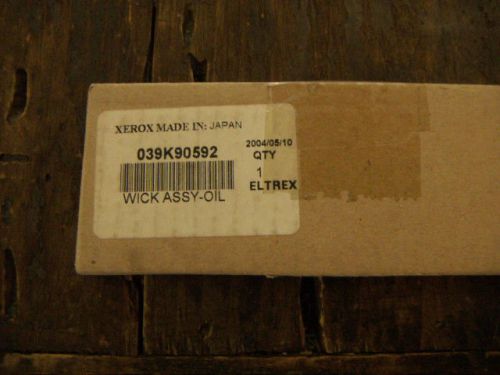 XEROX MADE IN: JAPAN
039K90592
2004/05/10
QTY
1
ELTREX
WICK ASSY-OIL